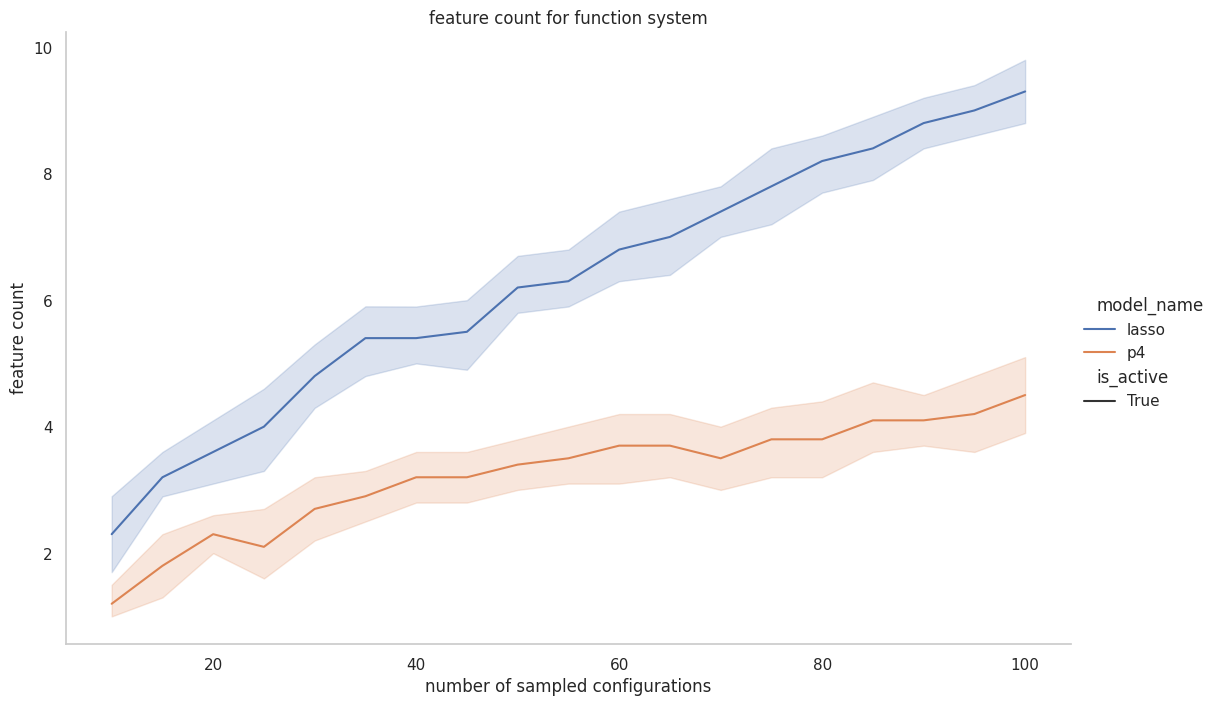 feature count for function system
10
8
6
4
2
feature count
20
40
60
80
100
number of sampled configurations
model_name
lasso
p4
is_active
True